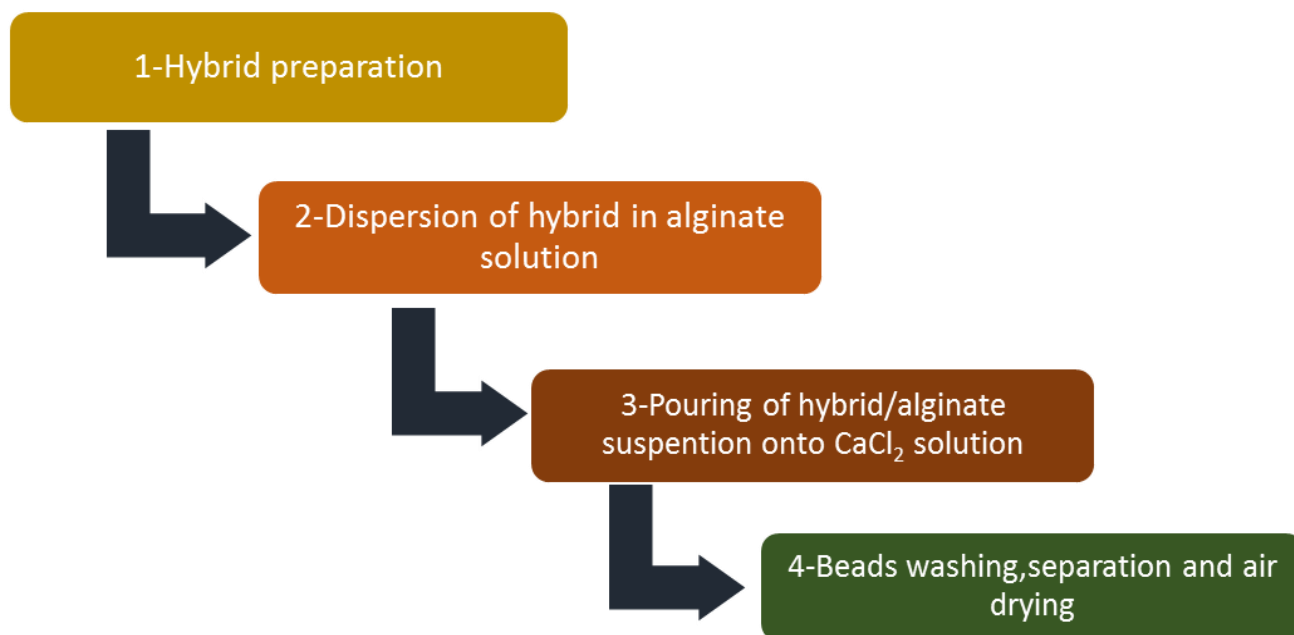 1-Hybrid preparation
2-Dispersion of hybrid in alginate
solution
3-Pouring of hybrid/alginate
suspention onto CaCl₂ solution
4-Beads washing,separation and air
drying